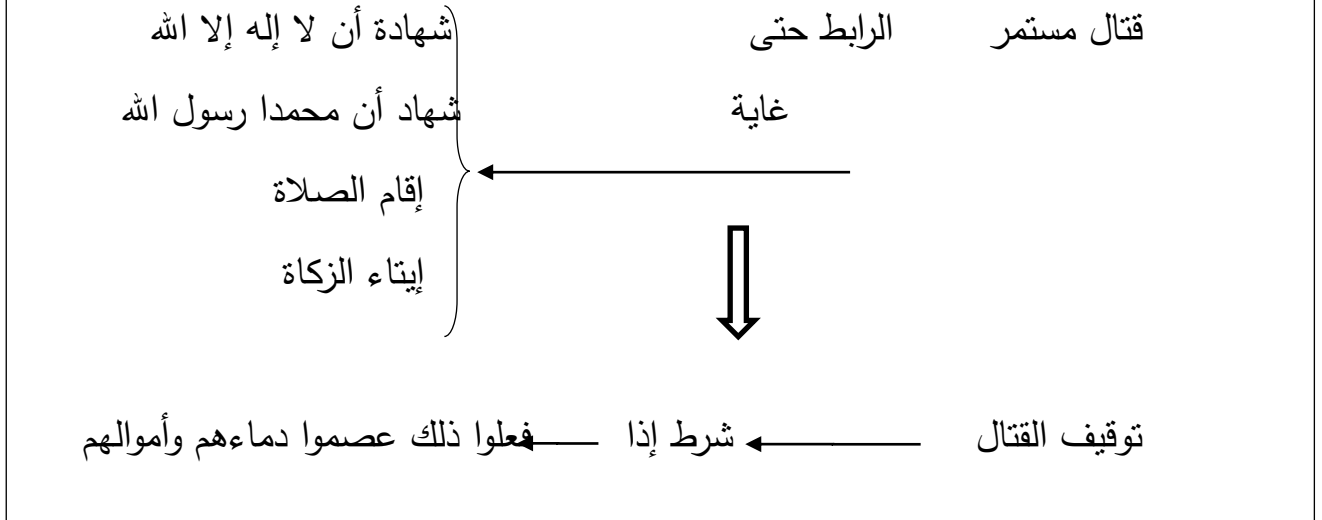 قتال مستمر الرابط حتى شهادة أن لا إله إلا الله
غاية شهاد أن محمدا رسول الله
إقام الصلاة
إيتاء الزكاة
توقيف القتال شرط إذا فعلوا ذلك عصموا دماءهم وأموالهم